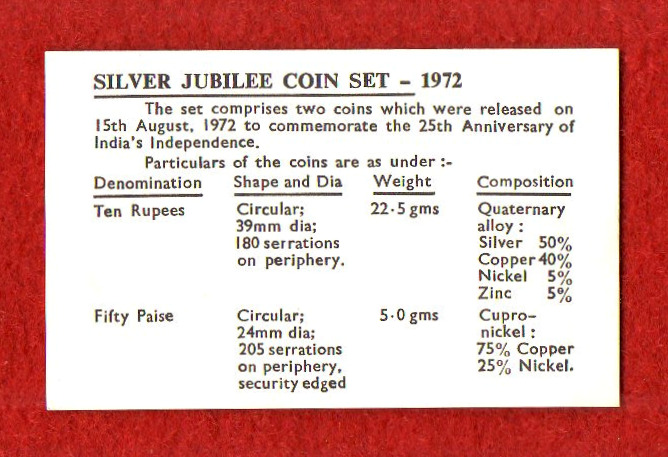 SILVER JUBILEE COIN SET – 1972
The set comprises two coins which were released on
15th August, 1972 to commemorate the 25th Anniversary of
India's Independence.
Particulars of the coins are as under :-
Denomination Shape and Dia Weight Composition
Ten Rupees Circular; 22·5 gms Quaternary
39mm dia; alloy :
180 serrations Silver 50%
on periphery. Copper 40%
Nickel 5%
Zinc 5%
Fifty Paise Circular; 5·0 gms Cupro-
24mm dia; nickel :
205 serrations 75% Copper
on periphery, 25% Nickel.
security edged